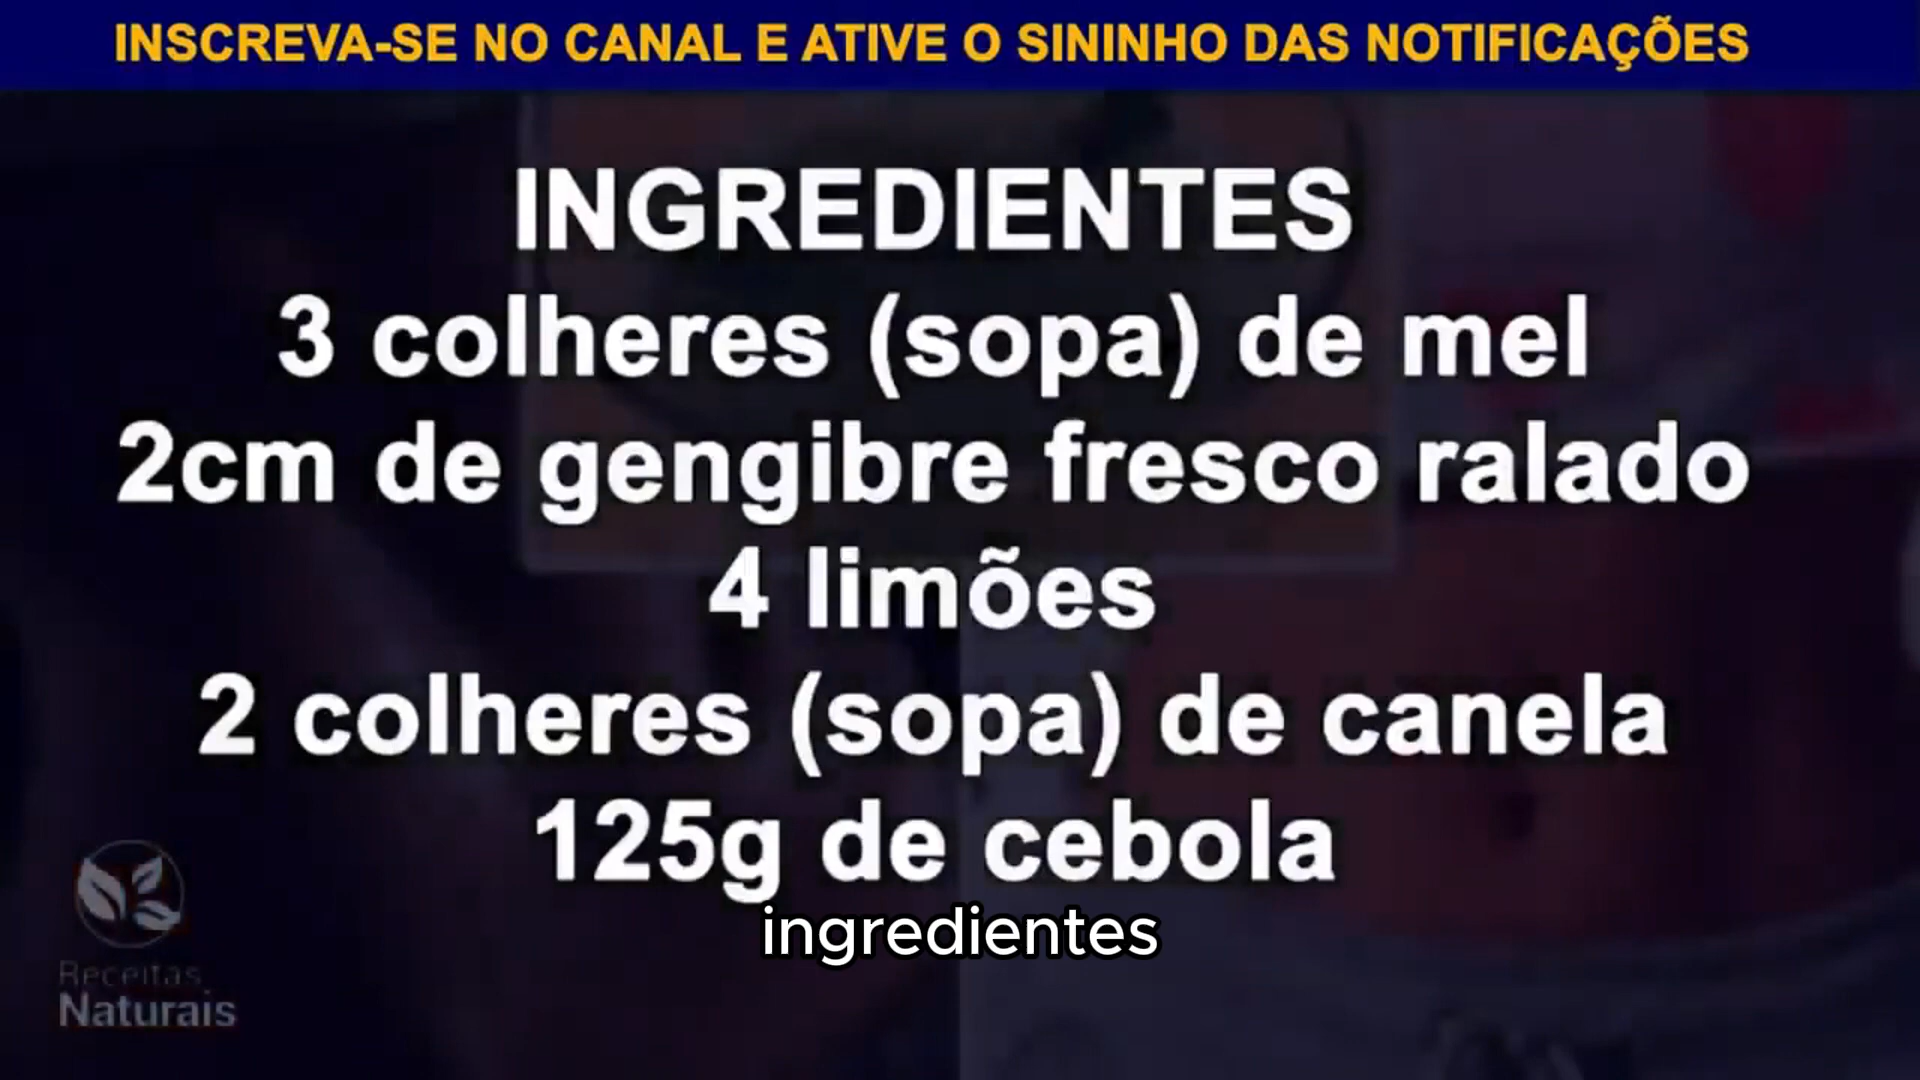 INSCREVA-SE NO CANAL E ATIVE O SININHO DAS NOTIFICAÇÕES
INGREDIENTES
3 colheres (sopa) de mel
2cm de gengibre fresco ralado
4 limões
2 colheres (sopa) de canela
125g de cebola
ingredientes
Receitas
Naturais